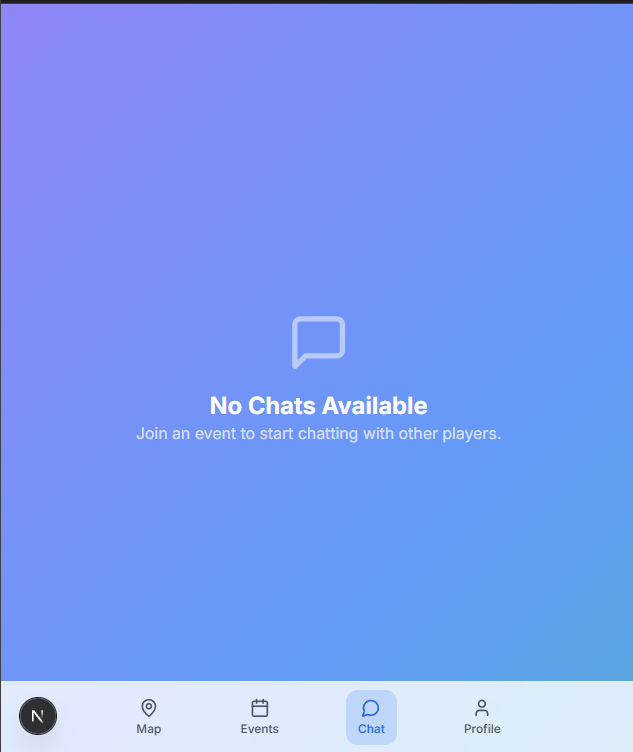 No Chats Available
Join an event to start chatting with other players.
N
Map
Events
Chat
Profile